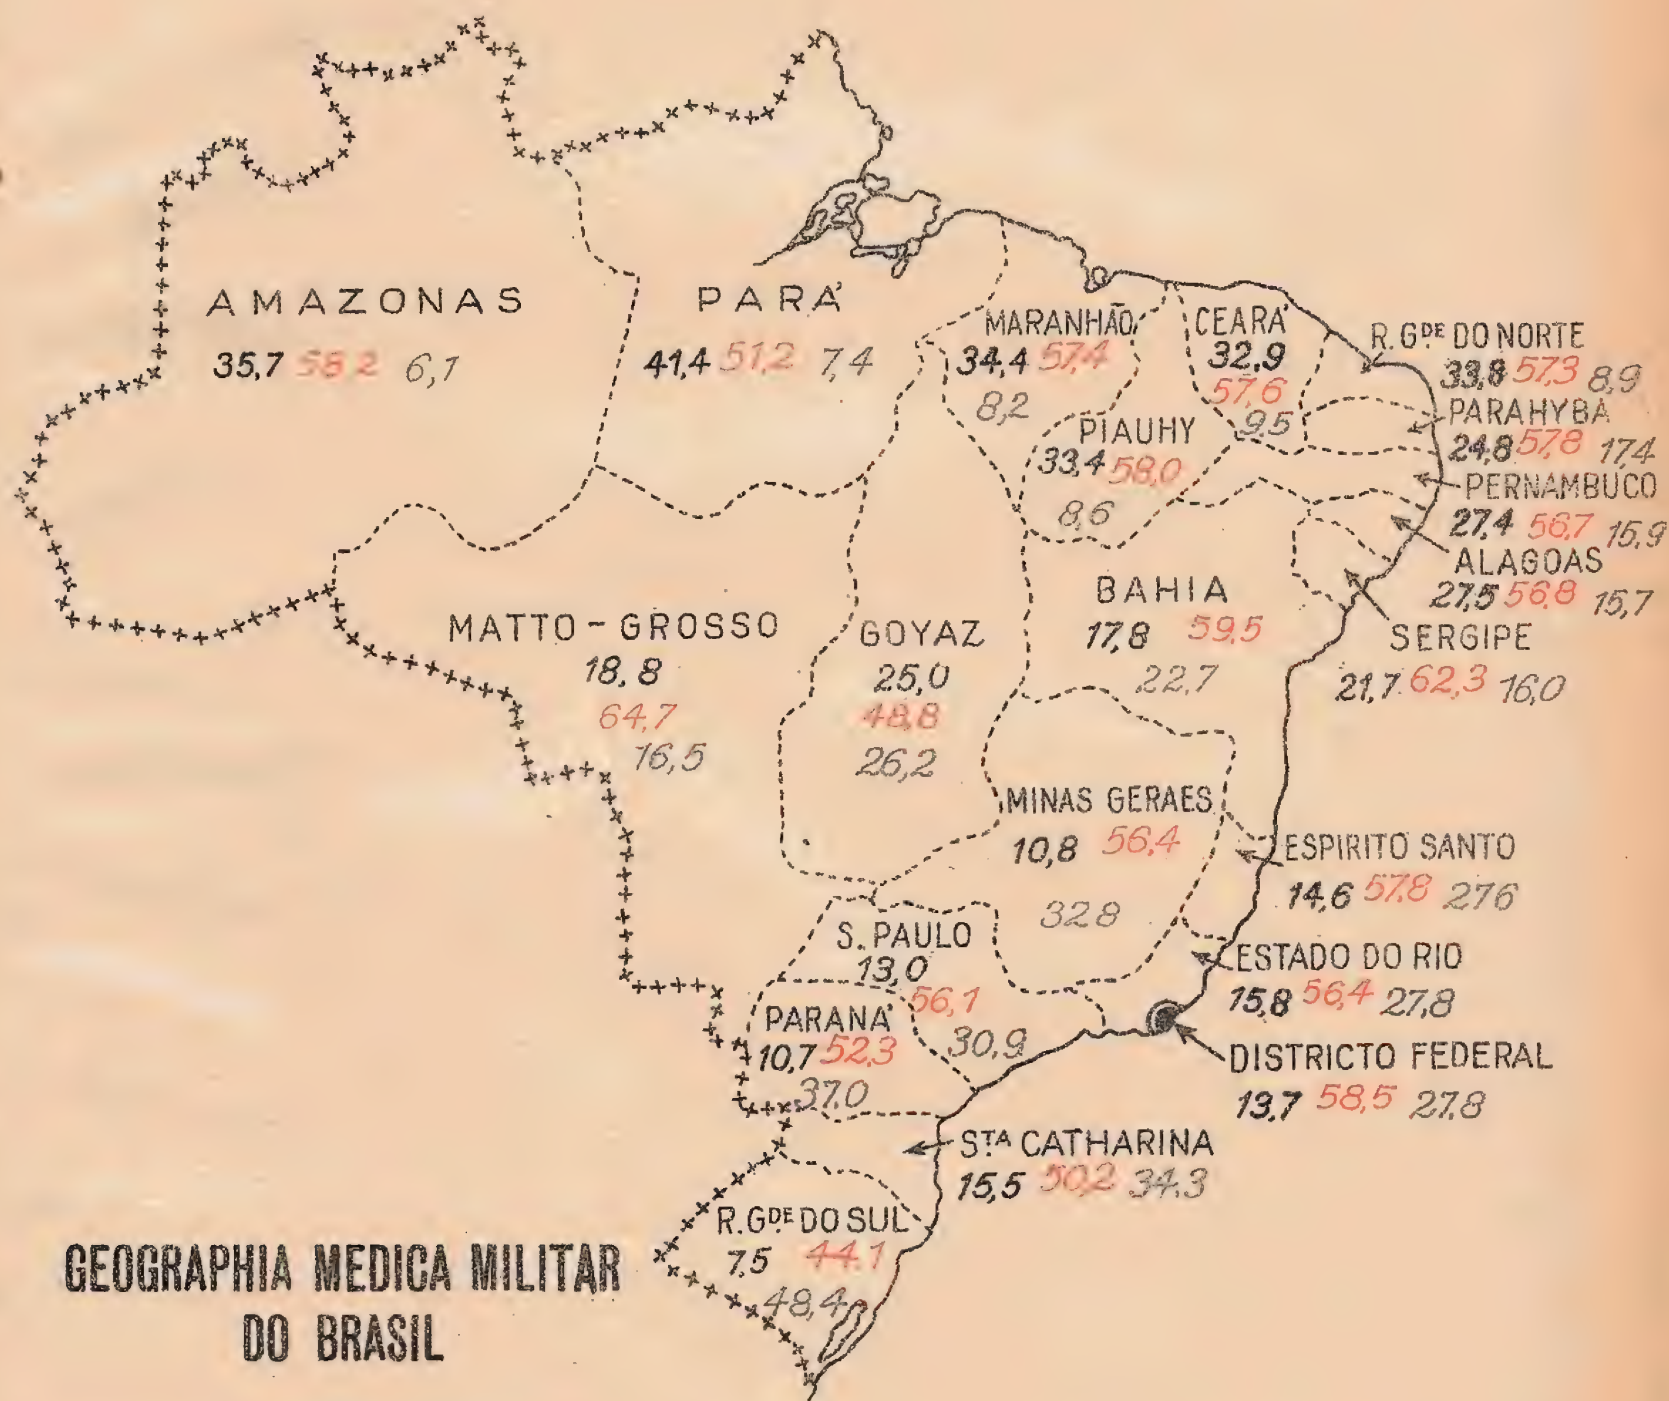 AMAZONAS
35,7 58 2 6,1
PARÁ
41,4 51,2 7,4
MARANHÃO
34,4 57,4
8,2
CEARÁ
32,9
57,6
9,5
PIAUHY
33,4 58,0
8,6
R. GDE DO NORTE
33,8 57,3 8,9
PARAHYBA
24,8 57,8 17,4
PERNAMBUCO
27,4 56,7 15,9
ALAGOAS
27,5 56,8 15,7
SERGIPE
21,7 62,3 16,0
BAHIA
17,8 59,5
22,7
MATTO-GROSSO
18,8
64,7
16,5
GOYAZ
25,0
48,8
26,2
MINAS GERAES
10,8 56,4
32 8
ESPIRITO SANTO
14,6 57,8 27 6
S. PAULO
13,0
56,1
30,9
ESTADO DO RIO
15,8 56,4 27,8
DISTRICTO FEDERAL
13,7 58,5 27,8
PARANÁ
10,7 52,3
37,0
STA CATHARINA
15,5 50,2 34,3
R. GDE DO SUL
7,5 44,1
48,4
GEOGRAPHIA MEDICA MILITAR
DO BRASIL